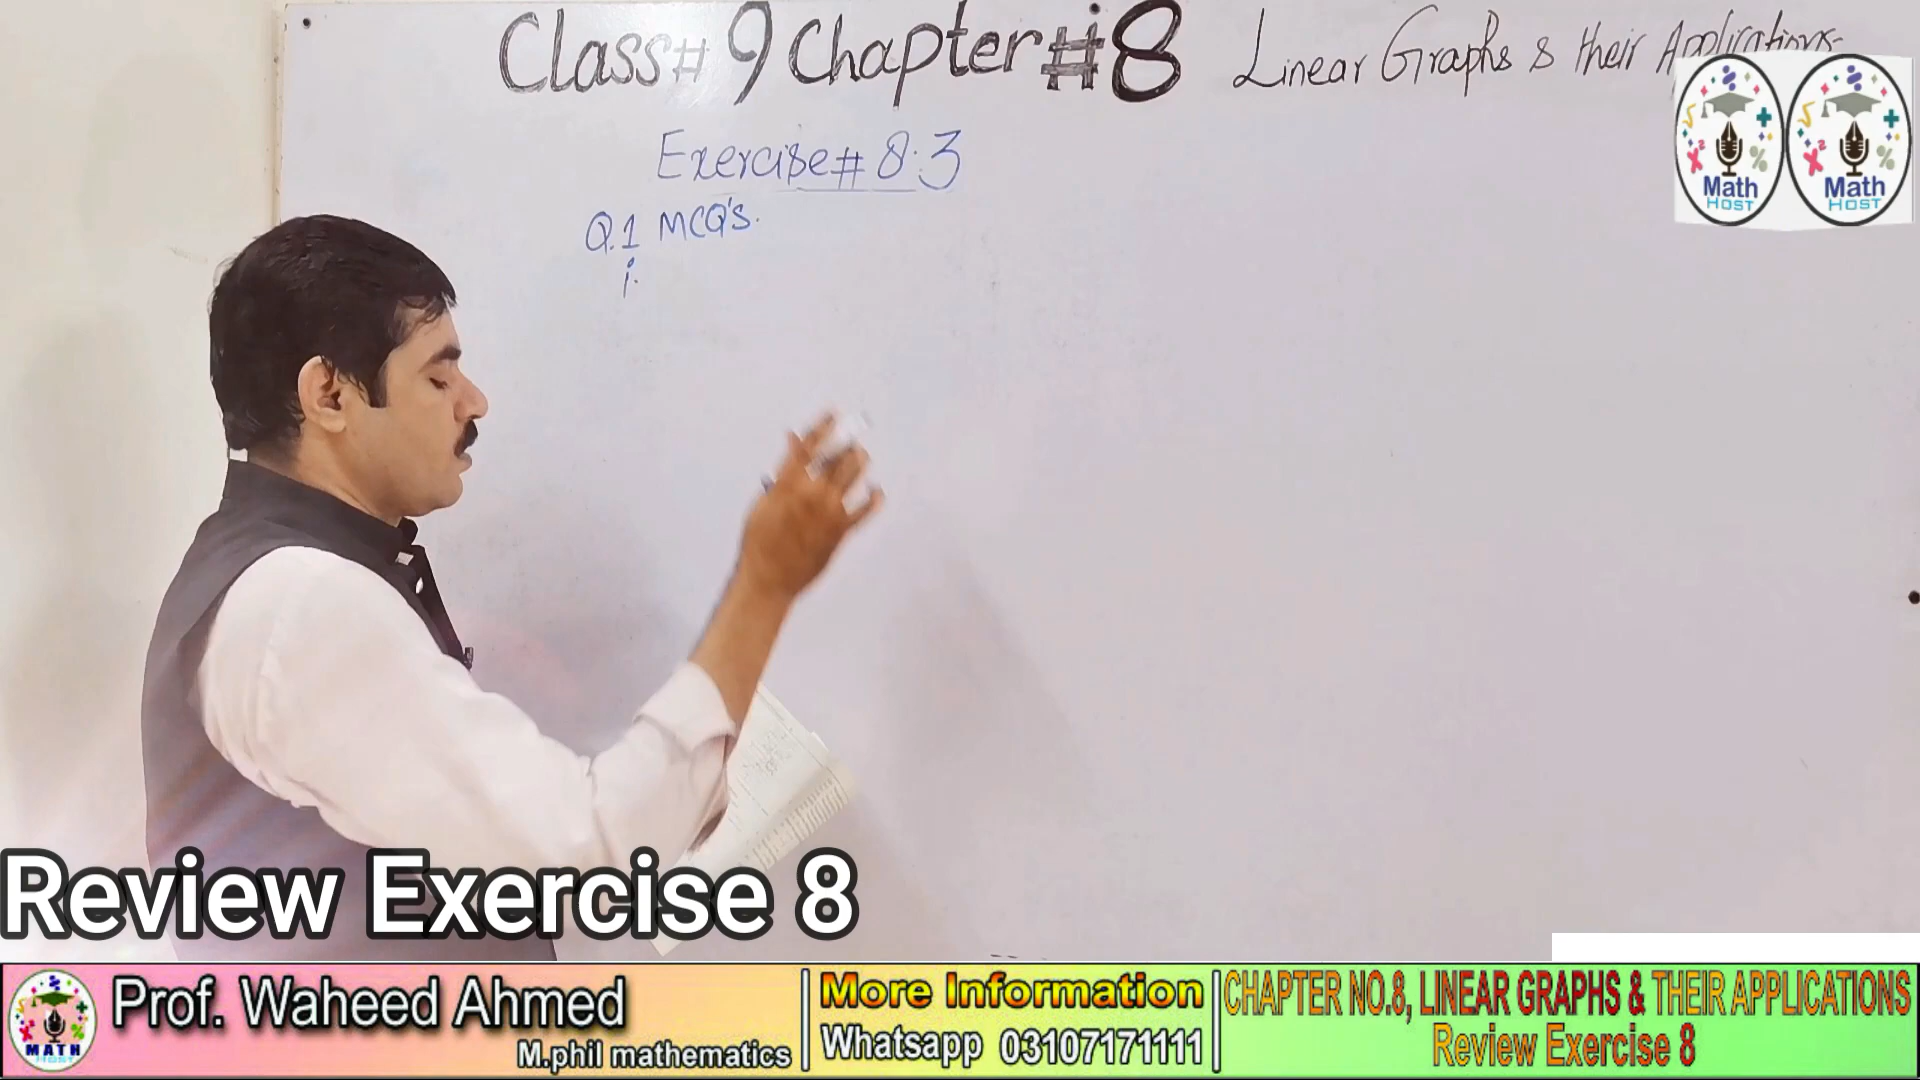 Class# 9 Chapter #8 Linear Graphs & their Applications
Exercise# 8.3
Q.1 MCQ's.
i.
Math
HOST
Math
HOST
Review Exercise 8
MATH
HOST
Prof. Waheed Ahmed
M.phil mathematics
More Information
Whatsapp 03107171111
CHAPTER NO.8, LINEAR GRAPHS & THEIR APPLICATIONS
Review Exercise 8